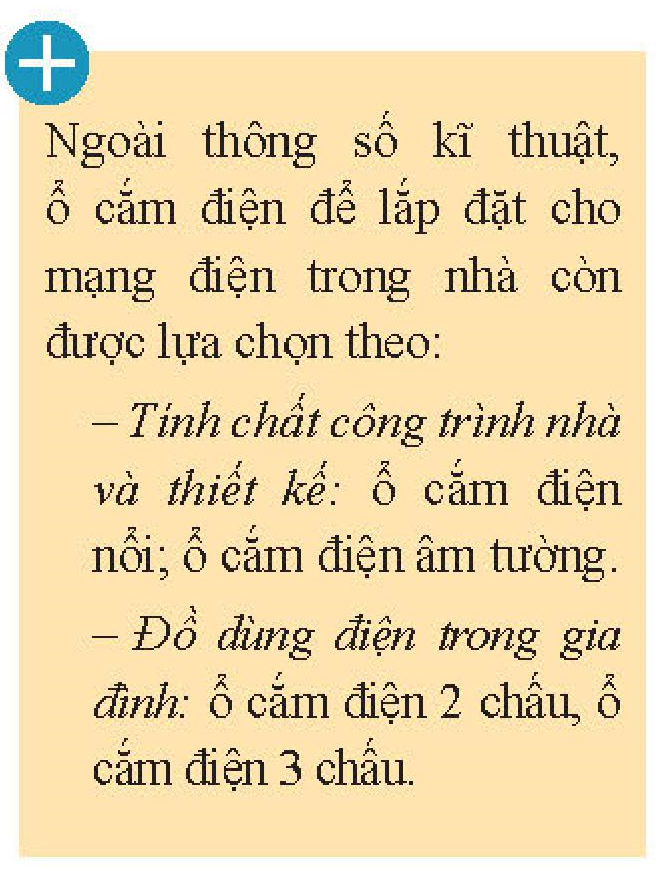 Ngoài thông số kĩ thuật,
ổ cắm điện để lắp đặt cho
mạng điện trong nhà còn
được lựa chọn theo:
– Tính chất công trình nhà
và thiết kế: ổ cắm điện
nổi; ổ cắm điện âm tường.
– Đồ dùng điện trong gia
đình: ổ cắm điện 2 chấu, ổ
cắm điện 3 chấu.